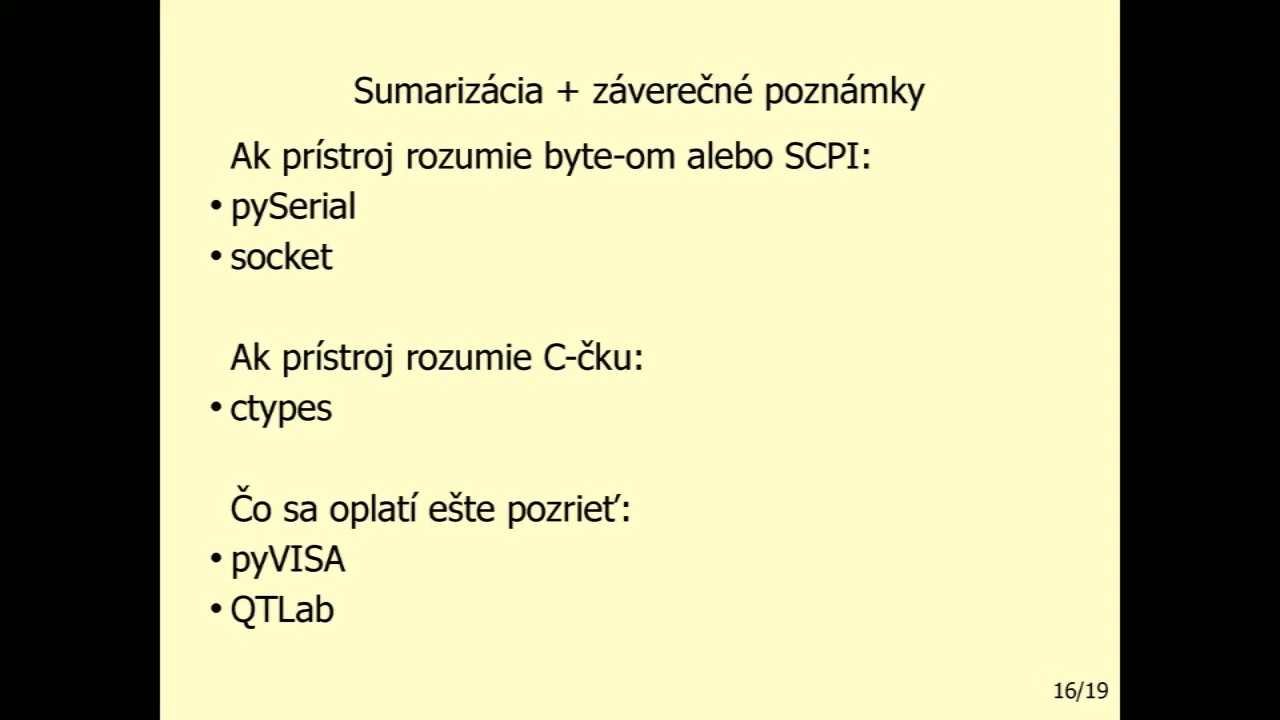 Sumarizácia + záverečné poznámky
Ak prístroj rozumie byte-om alebo SCPI:
• pySerial
• socket
Ak prístroj rozumie C-čku:
• ctypes
Čo sa oplatí ešte pozrieť:
• pyVISA
• QTLab
16/19